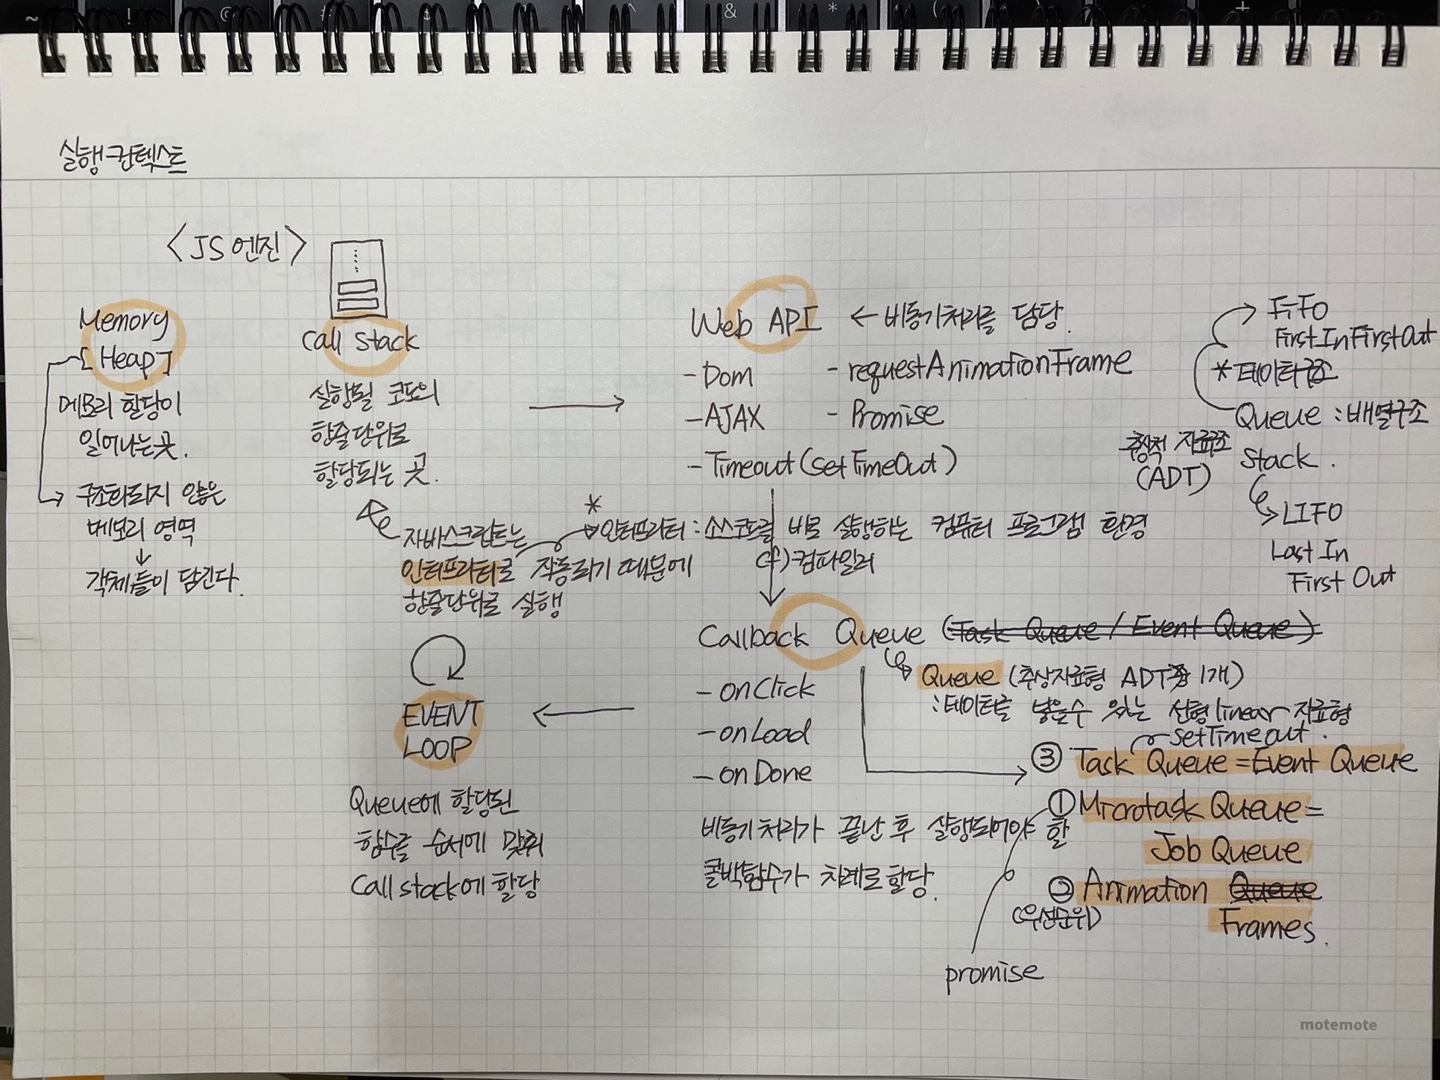 실행 컨텍스트
<JS 엔진>
Memory
[Heap]
메모리 할당이
일어나는 곳.
구조화되지 않은
메모리 영역
↓
객체들이 담긴다.
Call Stack
실행될 코드의
한줄단위로
할당되는 곳.
자바스크립트는
인터프리터로 작동되기 때문에
한줄단위로 실행
* 인터프리터 : 소스코드를 바로 실행하는 컴퓨터 프로그램 환경
cf) 컴파일러
Web API ← 비동기처리를 담당.
- Dom - requestAnimationFrame
- AJAX - Promise
- Timeout (setTimeOut)
FiFo
First In First Out
* 데이터구조
Queue : 배열구조
자료구조
(ADT)
Stack.
LIFO
Last In
First Out
Callback Queue (Task Queue / Event Queue)
Queue (추상자료형 ADT중 1개)
: 데이터를 넣을수 있는 선형linear 자료형
- onClick
- onLoad
- onDone
비동기처리가 끝난 후 실행되어야 할
콜백함수가 차례로 할당.
setTimeout.
③ Task Queue = Event Queue
① Microtask Queue =
Job Queue
② Animation Queue
(우선순위)
Frames.
promise
EVENT
LOOP
Queue에 할당된
함수를 순서에 맞춰
Call stack에 할당
motemote